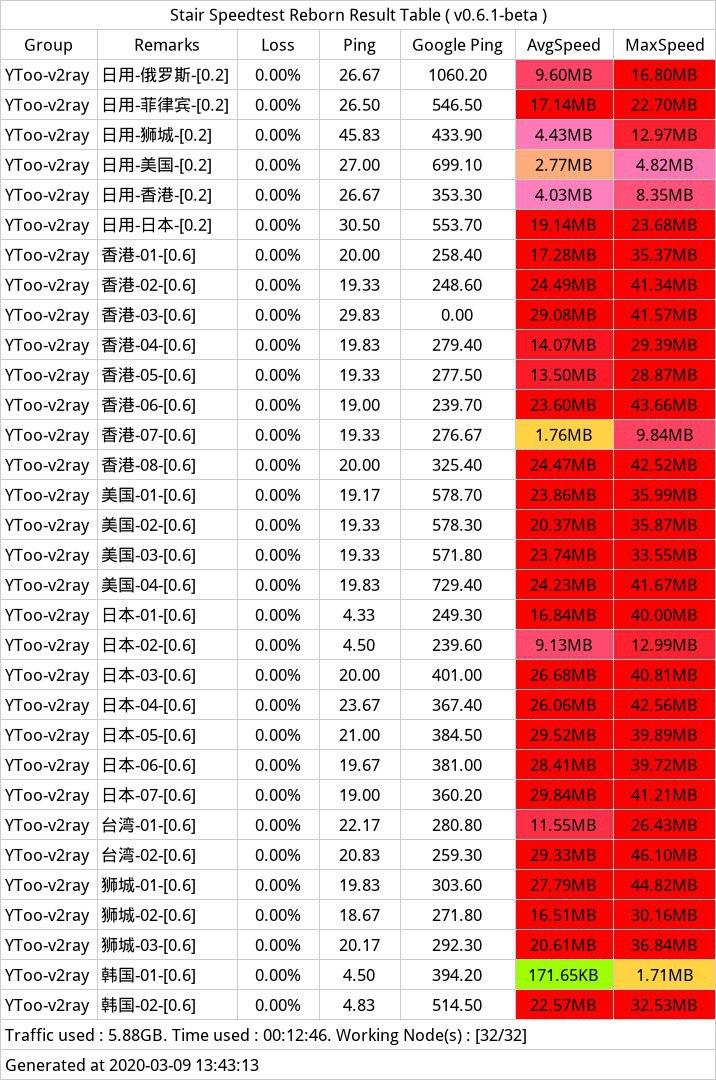 Stair Speedtest Reborn Result Table ( v0.6.1-beta )
Group Remarks Loss Ping Google Ping AvgSpeed MaxSpeed
YToo-v2ray 日用-俄罗斯-[0.2] 0.00% 26.67 1060.20 9.60MB 16.80MB
YToo-v2ray 日用-菲律宾-[0.2] 0.00% 26.50 546.50 17.14MB 22.70MB
YToo-v2ray 日用-狮城-[0.2] 0.00% 45.83 433.90 4.43MB 12.97MB
YToo-v2ray 日用-美国-[0.2] 0.00% 27.00 699.10 2.77MB 4.82MB
YToo-v2ray 日用-香港-[0.2] 0.00% 26.67 353.30 4.03MB 8.35MB
YToo-v2ray 日用-日本-[0.2] 0.00% 30.50 553.70 19.14MB 23.68MB
YToo-v2ray 香港-01-[0.6] 0.00% 20.00 258.40 17.28MB 35.37MB
YToo-v2ray 香港-02-[0.6] 0.00% 19.33 248.60 24.49MB 41.34MB
YToo-v2ray 香港-03-[0.6] 0.00% 29.83 0.00 29.08MB 41.57MB
YToo-v2ray 香港-04-[0.6] 0.00% 19.83 279.40 14.07MB 29.39MB
YToo-v2ray 香港-05-[0.6] 0.00% 19.33 277.50 13.50MB 28.87MB
YToo-v2ray 香港-06-[0.6] 0.00% 19.00 239.70 23.60MB 43.66MB
YToo-v2ray 香港-07-[0.6] 0.00% 19.33 276.67 1.76MB 9.84MB
YToo-v2ray 香港-08-[0.6] 0.00% 20.00 325.40 24.47MB 42.52MB
YToo-v2ray 美国-01-[0.6] 0.00% 19.17 578.70 23.86MB 35.99MB
YToo-v2ray 美国-02-[0.6] 0.00% 19.33 578.30 20.37MB 35.87MB
YToo-v2ray 美国-03-[0.6] 0.00% 19.33 571.80 23.74MB 33.55MB
YToo-v2ray 美国-04-[0.6] 0.00% 19.83 729.40 24.23MB 41.67MB
YToo-v2ray 日本-01-[0.6] 0.00% 4.33 249.30 16.84MB 40.00MB
YToo-v2ray 日本-02-[0.6] 0.00% 4.50 239.60 9.13MB 12.99MB
YToo-v2ray 日本-03-[0.6] 0.00% 20.00 401.00 26.68MB 40.81MB
YToo-v2ray 日本-04-[0.6] 0.00% 23.67 367.40 26.06MB 42.56MB
YToo-v2ray 日本-05-[0.6] 0.00% 21.00 384.50 29.52MB 39.89MB
YToo-v2ray 日本-06-[0.6] 0.00% 19.67 381.00 28.41MB 39.72MB
YToo-v2ray 日本-07-[0.6] 0.00% 19.00 360.20 29.84MB 41.21MB
YToo-v2ray 台湾-01-[0.6] 0.00% 22.17 280.80 11.55MB 26.43MB
YToo-v2ray 台湾-02-[0.6] 0.00% 20.83 259.30 29.33MB 46.10MB
YToo-v2ray 狮城-01-[0.6] 0.00% 19.83 303.60 27.79MB 44.82MB
YToo-v2ray 狮城-02-[0.6] 0.00% 18.67 271.80 16.51MB 30.16MB
YToo-v2ray 狮城-03-[0.6] 0.00% 20.17 292.30 20.61MB 36.84MB
YToo-v2ray 韩国-01-[0.6] 0.00% 4.50 394.20 171.65KB 1.71MB
YToo-v2ray 韩国-02-[0.6] 0.00% 4.83 514.50 22.57MB 32.53MB
Traffic used : 5.88GB. Time used : 00:12:46. Working Node(s) : [32/32]
Generated at 2020-03-09 13:43:13